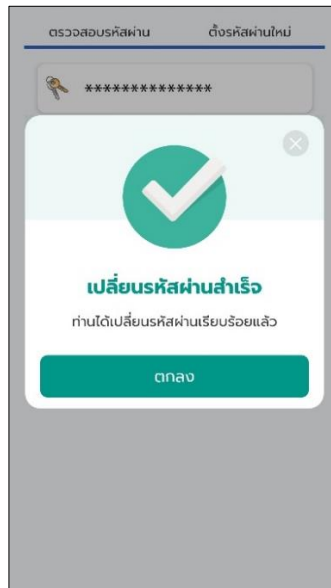 ตรวจสอบรหัสผ่าน ตั้งรหัสผ่านใหม่
**************
เปลี่ยนรหัสผ่านสำเร็จ
ท่านได้เปลี่ยนรหัสผ่านเรียบร้อยแล้ว
ตกลง